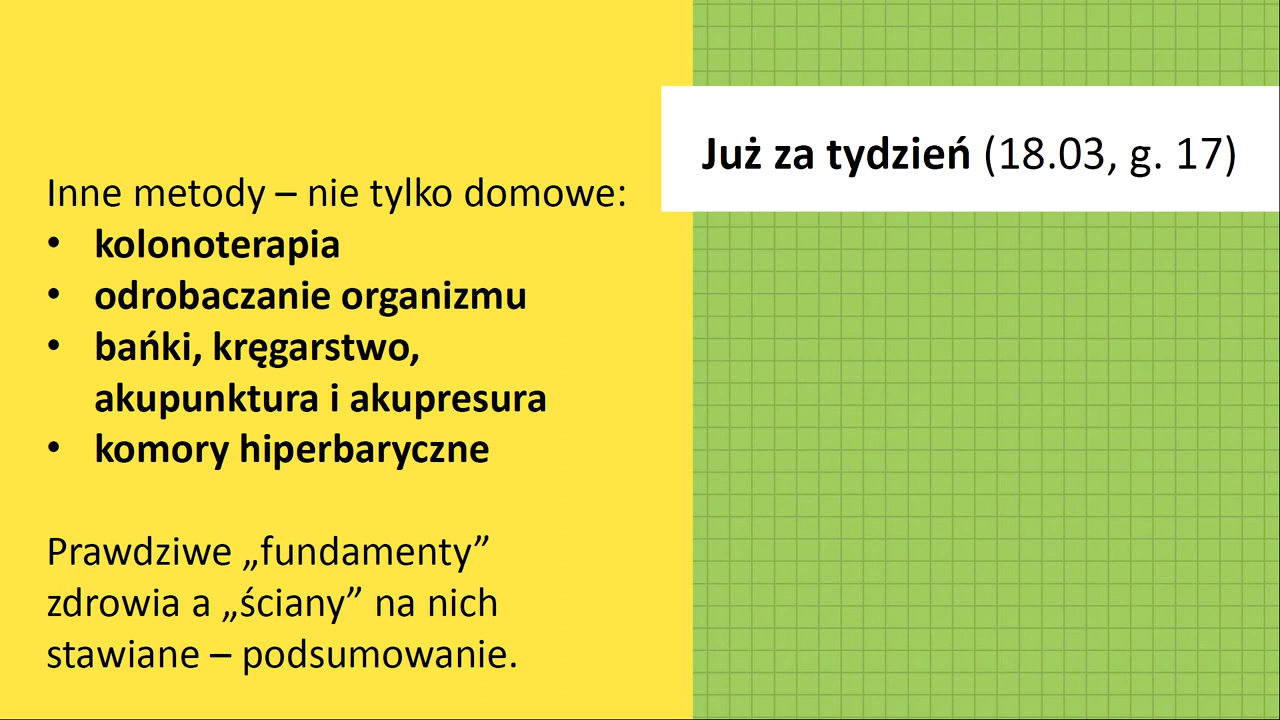 Już za tydzień (18.03, g. 17)
Inne metody – nie tylko domowe:
• kolonoterapia
• odrobaczanie organizmu
• bańki, kręgarstwo,
akupunktura i akupresura
• komory hiperbaryczne
Prawdziwe „fundamenty”
zdrowia a „ściany” na nich
stawiane – podsumowanie.